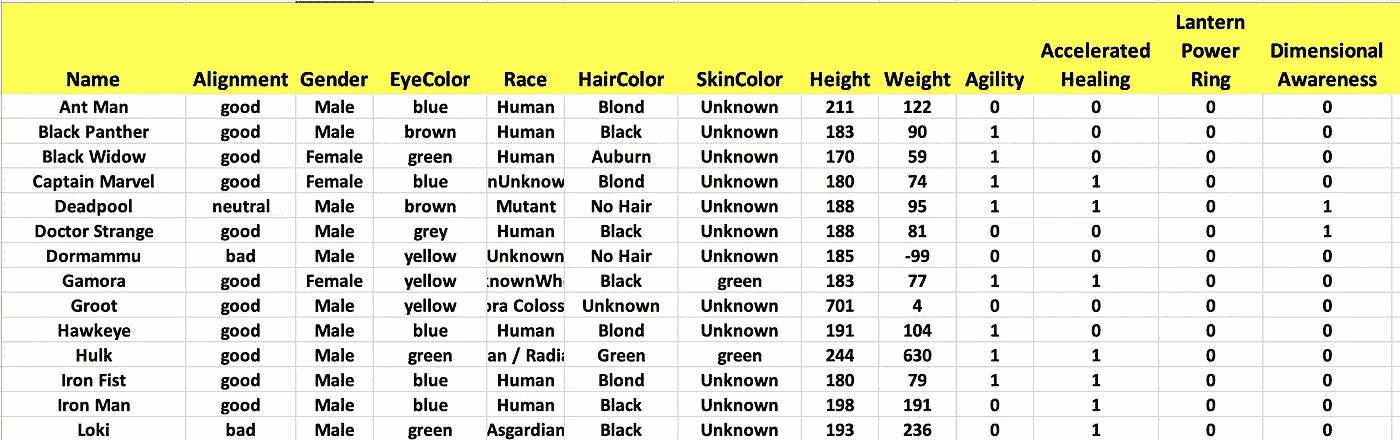 Name Alignment Gender EyeColor Race HairColor SkinColor Height Weight Agility Accelerated Healing Lantern Power Ring Dimensional Awareness
Ant Man good Male blue Human Blond Unknown 211 122 0 0 0 0
Black Panther good Male brown Human Black Unknown 183 90 1 0 0 0
Black Widow good Female green Human Auburn Unknown 170 59 1 0 0 0
Captain Marvel good Female blue nUnknow Blond Unknown 180 74 1 1 0 0
Deadpool neutral Male brown Mutant No Hair Unknown 188 95 1 1 0 1
Doctor Strange good Male grey Human Black Unknown 188 81 0 0 0 1
Dormammu bad Male yellow Unknown No Hair Unknown 185 -99 0 0 0 0
Gamora good Female yellow nownWh Black green 183 77 1 1 0 0
Groot good Male yellow ra Coloss Unknown Unknown 701 4 0 0 0 0
Hawkeye good Male blue Human Blond Unknown 191 104 1 0 0 0
Hulk good Male green an / Radi Green green 244 630 1 1 0 0
Iron Fist good Male blue Human Blond Unknown 180 79 1 1 0 0
Iron Man good Male blue Human Black Unknown 198 191 0 1 0 0
Loki bad Male green Asgardian Black Unknown 193 236 0 1 0 0